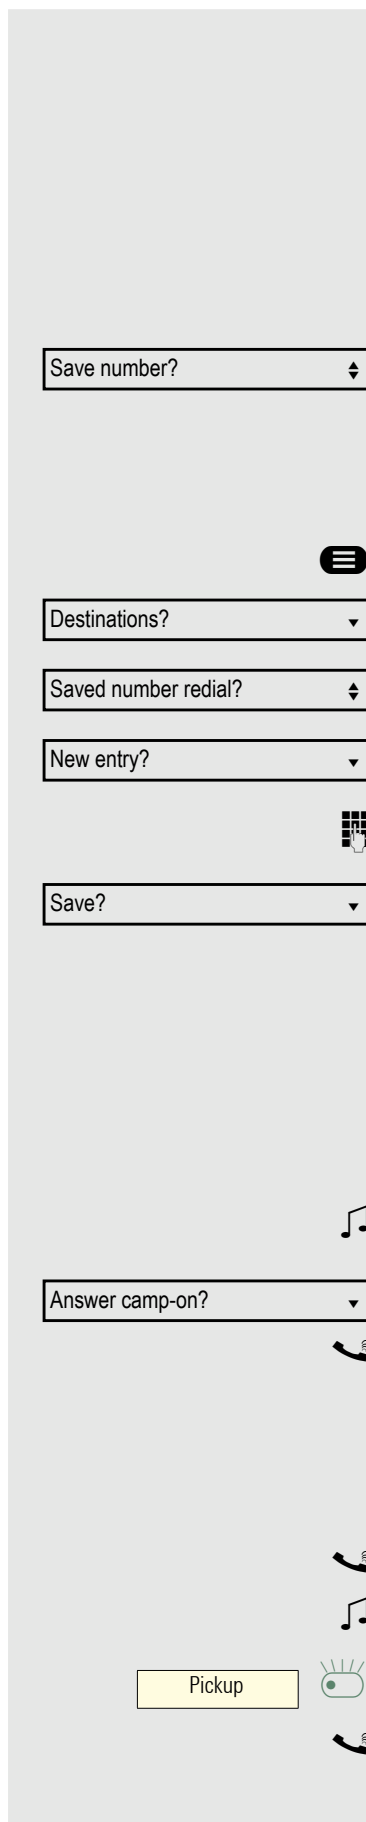 Save number?
Destinations?
Saved number redial?
New entry?
Save?
Answer camp-on?
Pickup